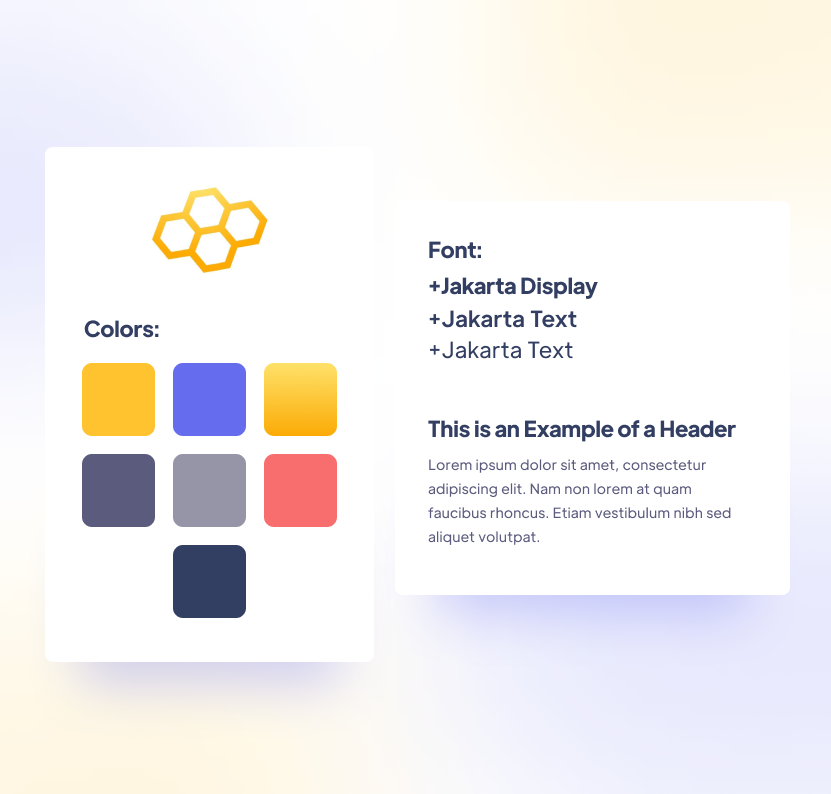 Colors:
Font:
+Jakarta Display
+Jakarta Text
+Jakarta Text
This is an Example of a Header
Lorem ipsum dolor sit amet, consectetur
adipiscing elit. Nam non lorem at quam
faucibus rhoncus. Etiam vestibulum nibh sed
aliquet volutpat.